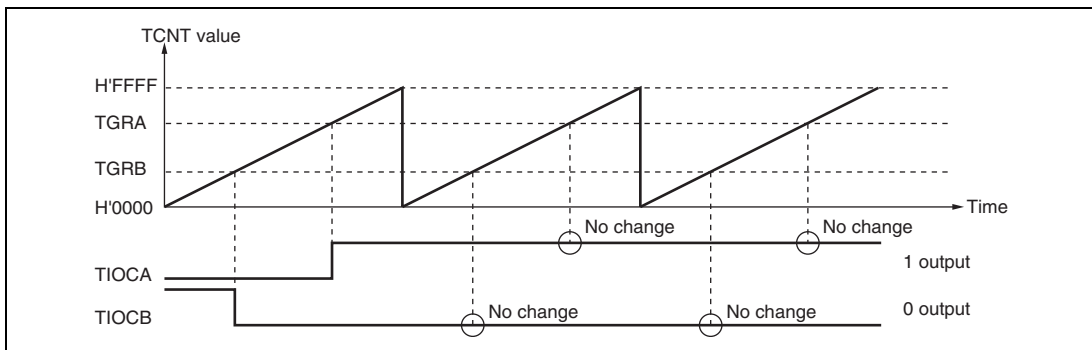 TCNT value
H'FFFF
TGRA
TGRB
H'0000
Time
No change
No change
TIOCA
1 output
TIOCB
No change
No change
0 output